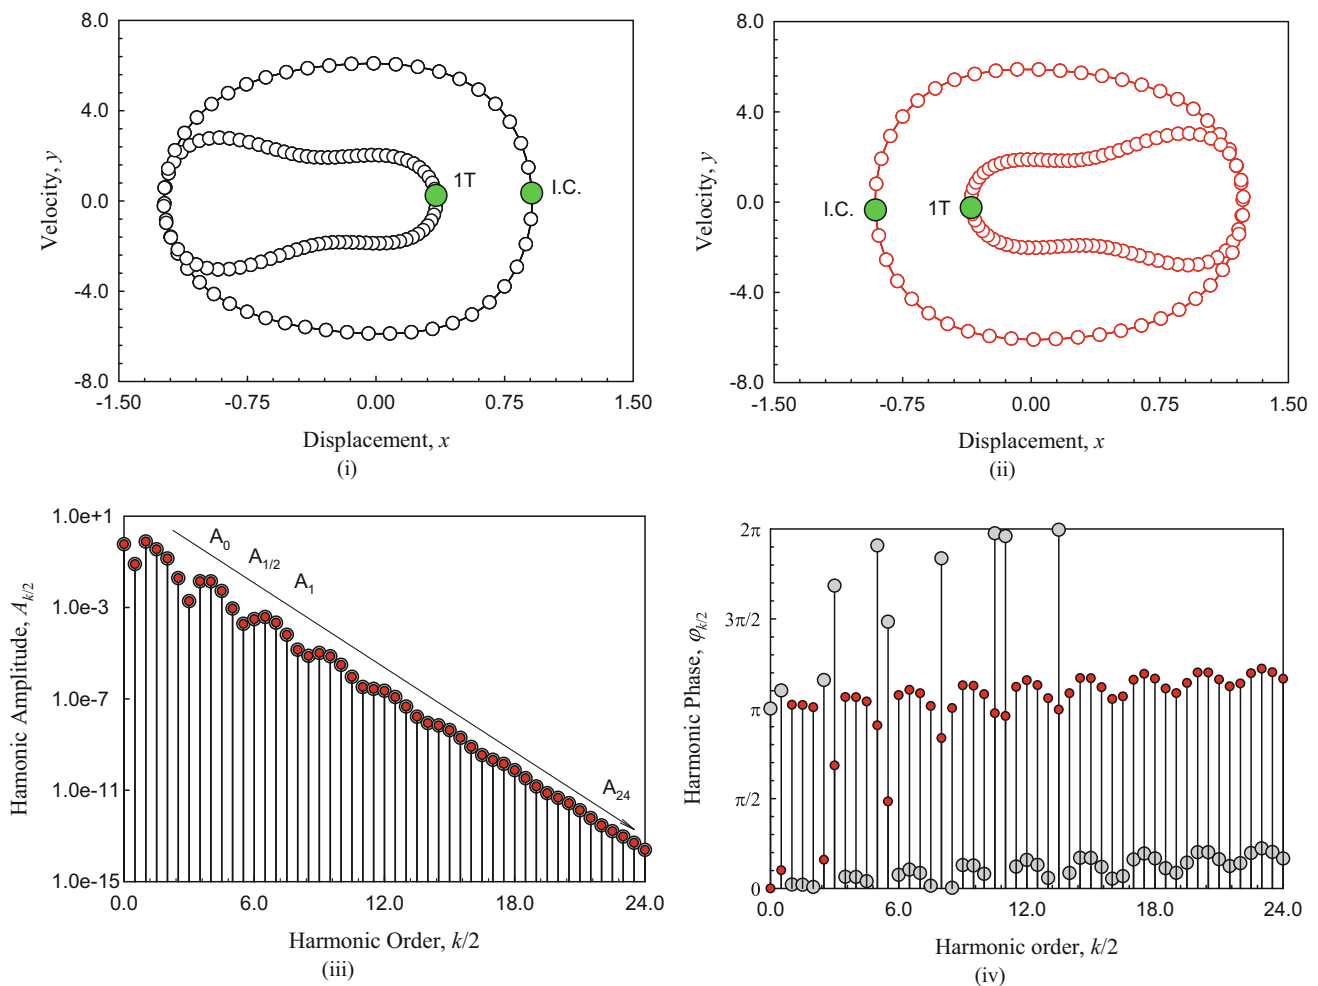 8.0
4.0
0.0
-4.0
-8.0
Velocity, y
1T
I.C.
-1.50
-0.75
0.00
0.75
1.50
Displacement, x
(i)
8.0
4.0
0.0
-4.0
-8.0
Velocity, y
I.C.
1T
-1.50
-0.75
0.00
0.75
1.50
Displacement, x
(ii)
1.0e+1
1.0e-3
1.0e-7
1.0e-11
1.0e-15
Hamonic Amplitude, A_{k/2}
A_0
A_{1/2}
A_1
A_{24}
0.0
6.0
12.0
18.0
24.0
Harmonic Order, k/2
(iii)
2π
3π/2
π
π/2
0
Harmonic Phase, φ_{k/2}
0.0
6.0
12.0
18.0
24.0
Harmonic order, k/2
(iv)